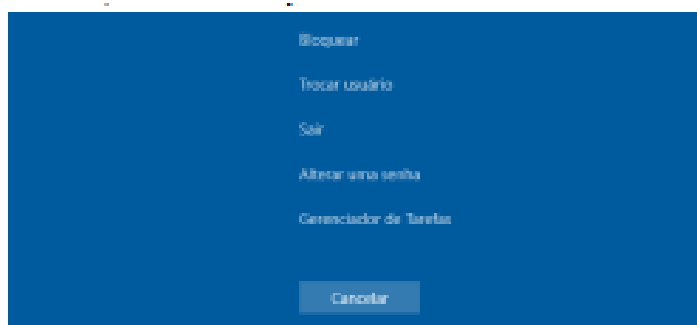 Bloquear
Trocar usuário
Sair
Alterar uma senha
Gerenciador de Tarefas
Cancelar